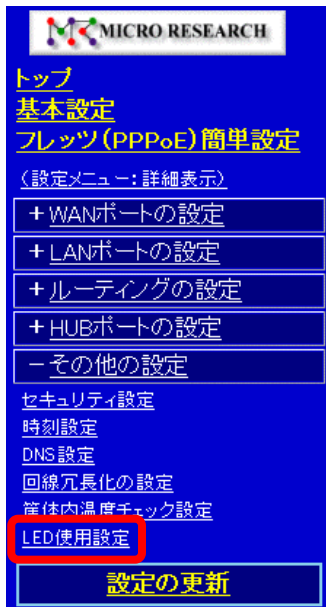 MICRO RESEARCH
トップ
基本設定
フレッツ(PPPoE)簡単設定
(設定メニュー:詳細表示)
+WANポートの設定
+LANポートの設定
+ルーティングの設定
+HUBポートの設定
−その他の設定
セキュリティ設定
時刻設定
DNS設定
回線冗長化の設定
筐体内温度チェック設定
LED使用設定
設定の更新